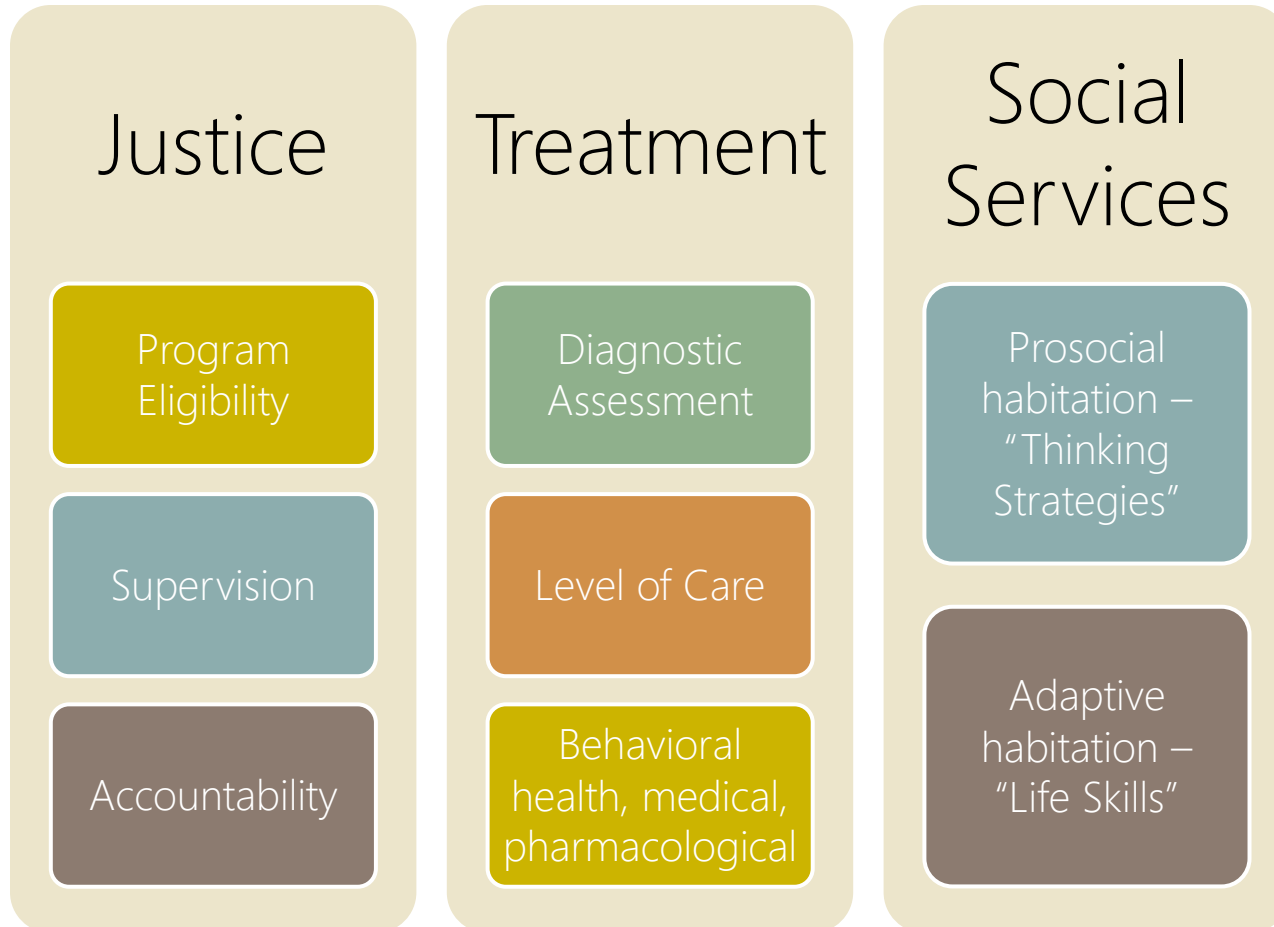 Justice
Program
Eligibility
Supervision
Accountability
Treatment
Diagnostic
Assessment
Level of Care
Behavioral
health, medical,
pharmacological
Social
Services
Prosocial
habitation –
“Thinking
Strategies”
Adaptive
habitation –
“Life Skills”